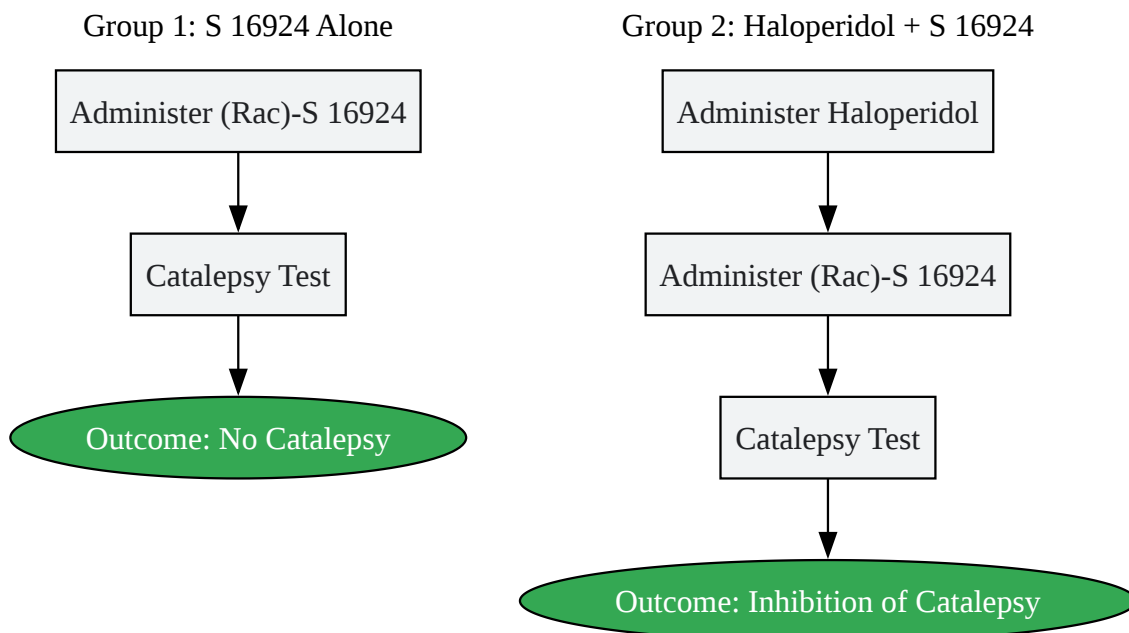 Group 1: S 16924 Alone
Administer (Rac)-S 16924
Catalepsy Test
Outcome: No Catalepsy
Group 2: Haloperidol + S 16924
Administer Haloperidol
Administer (Rac)-S 16924
Catalepsy Test
Outcome: Inhibition of Catalepsy